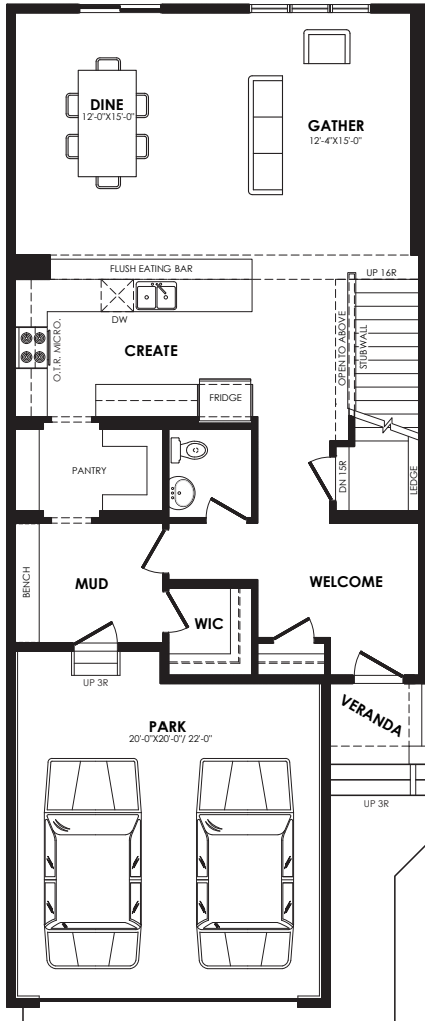 DINE
12'-0"X15'-0"
GATHER
12'-4"X15'-0"
FLUSH EATING BAR
UP 16R
DW
O.T.R. MICRO.
CREATE
OPEN TO ABOVE
STUB WALL
FRIDGE
PANTRY
DN 15R
LEDGE
BENCH
MUD
WELCOME
WIC
UP 3R
VERANDA
PARK
20'-0"X20'-0"/ 22'-0"
UP 3R